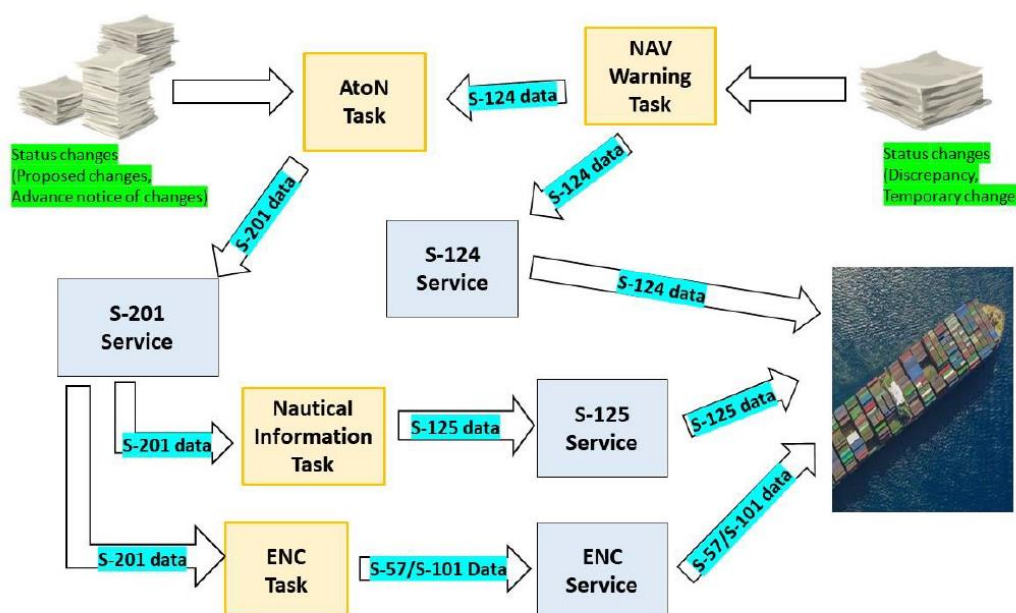 NAV
Warning
Task
AtoN
Task
S-124 data
Status changes
(Proposed changes,
Advance notice of changes)
Status changes
(Discrepancy,
Temporary change
S-201 data
S-124 data
S-124
Service
S-124 data
S-201
Service
Nautical
Information
Task
S-201 data
S-125 data
S-125
Service
S-125 data
S-201 data
ENC
Task
S-57/S-101 Data
ENC
Service
S-57/S-101 data